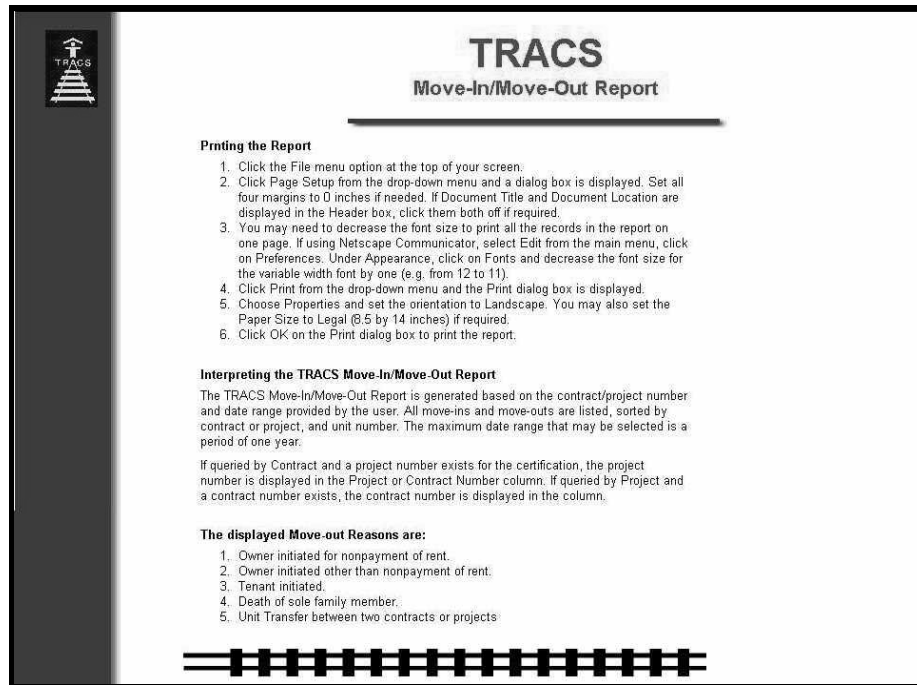 TRACS
TRACS
Move-In/Move-Out Report
Prnting the Report
1. Click the File menu option at the top of your screen.
2. Click Page Setup from the drop-down menu and a dialog box is displayed. Set all
four margins to 0 inches if needed. If Document Title and Document Location are
displayed in the Header box, click them both off if required.
3. You may need to decrease the font size to print all the records in the report on
one page. If using Netscape Communicator, select Edit from the main menu, click
on Preferences. Under Appearance, click on Fonts and decrease the font size for
the variable width font by one (e.g. from 12 to 11).
4. Click Print from the drop-down menu and the Print dialog box is displayed.
5. Choose Properties and set the orientation to Landscape. You may also set the
Paper Size to Legal (8.5 by 14 inches) if required.
6. Click OK on the Print dialog box to print the report.
Interpreting the TRACS Move-In/Move-Out Report
The TRACS Move-In/Move-Out Report is generated based on the contract/project number
and date range provided by the user. All move-ins and move-outs are listed, sorted by
contract or project, and unit number. The maximum date range that may be selected is a
period of one year.
If queried by Contract and a project number exists for the certification, the project
number is displayed in the Project or Contract Number column. If queried by Project and
a contract number exists, the contract number is displayed in the column.
The displayed Move-out Reasons are:
1. Owner initiated for nonpayment of rent.
2. Owner initiated other than nonpayment of rent.
3. Tenant initiated.
4. Death of sole family member.
5. Unit Transfer between two contracts or projects